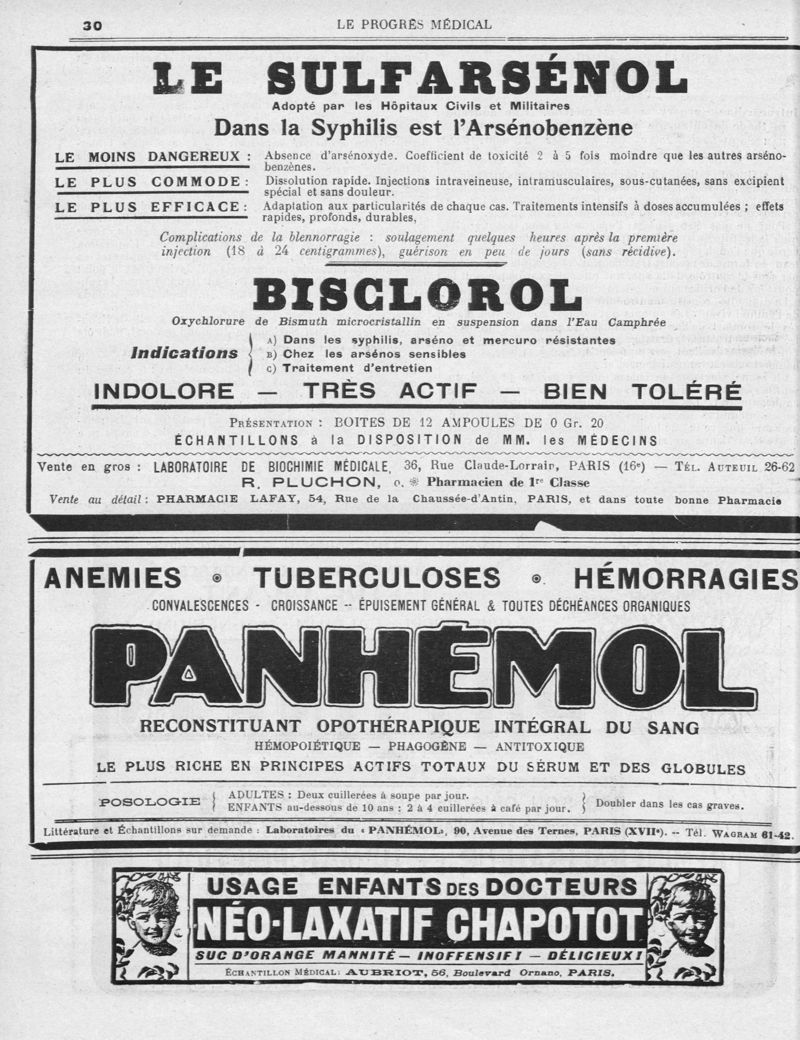 30
LE PROGRÈS MÉDICAL
LE SULFARSÉNOL
Adopté par les Hôpitaux Civils et Militaires
Dans la Syphilis est l'Arsénobenzène
LE MOINS DANGEREUX : Absence d'arsénoxyde. Coefficient de toxicité 2 à 5 fois moindre que les autres arséno-
benzènes.
LE PLUS COMMODE : Dissolution rapide. Injections intraveineuse, intramusculaires, sous-cutanées, sans excipient
spécial et sans douleur.
LE PLUS EFFICACE : Adaptation aux particularités de chaque cas. Traitements intensifs à doses accumulées ; effets
rapides, profonds, durables,
Complications de la blennorragie : soulagement quelques heures après la première
injection (18 à 24 centigrammes), guérison en peu de jours (sans récidive).
BISCLOROL
Oxychlorure de Bismuth microcristallin en suspension dans l'Eau Camphrée
Indications
A) Dans les syphilis, arséno et mercuro résistantes
B) Chez les arsénos sensibles
C) Traitement d'entretien
INDOLORE — TRÈS ACTIF — BIEN TOLÉRÉ
PRÉSENTATION : BOITES DE 12 AMPOULES DE 0 Gr. 20
ÉCHANTILLONS à la DISPOSITION de MM. les MÉDECINS
Vente en gros : LABORATOIRE DE BIOCHIMIE MÉDICALE, 36, Rue Claude-Lorrain, PARIS (16e) — TÉL. AUTEUIL 26-62
R. PLUCHON, O. ❊ Pharmacien de 1re Classe
Vente au détail : PHARMACIE LAFAY, 54, Rue de la Chaussée-d'Antin, PARIS, et dans toute bonne Pharmacie
ANEMIES • TUBERCULOSES • HÉMORRAGIES
CONVALESCENCES - CROISSANCE -- ÉPUISEMENT GÉNÉRAL & TOUTES DÉCHÉANCES ORGANIQUES
PANHÉMOL
RECONSTITUANT OPOTHÉRAPIQUE INTÉGRAL DU SANG
HÉMOPOIÉTIQUE — PHAGOGÈNE — ANTITOXIQUE
LE PLUS RICHE EN PRINCIPES ACTIFS TOTAUX DU SÉRUM ET DES GLOBULES
POSOLOGIE
ADULTES : Deux cuillerées à soupe par jour.
ENFANTS au-dessous de 10 ans : 2 à 4 cuillerées à café par jour.
Doubler dans les cas graves.
Littérature et Échantillons sur demande : Laboratoires du « PANHÉMOL», 90, Avenue des Ternes, PARIS (XVIIe). -- Tél. WAGRAM 61-42.
USAGE ENFANTS DES DOCTEURS
NÉO-LAXATIF CHAPOTOT
SUC D'ORANGE MANNITÉ — INOFFENSIF! — DÉLICIEUX!
ÉCHANTILLON MÉDICAL: AUBRIOT, 56, Boulevard Ornano, PARIS.